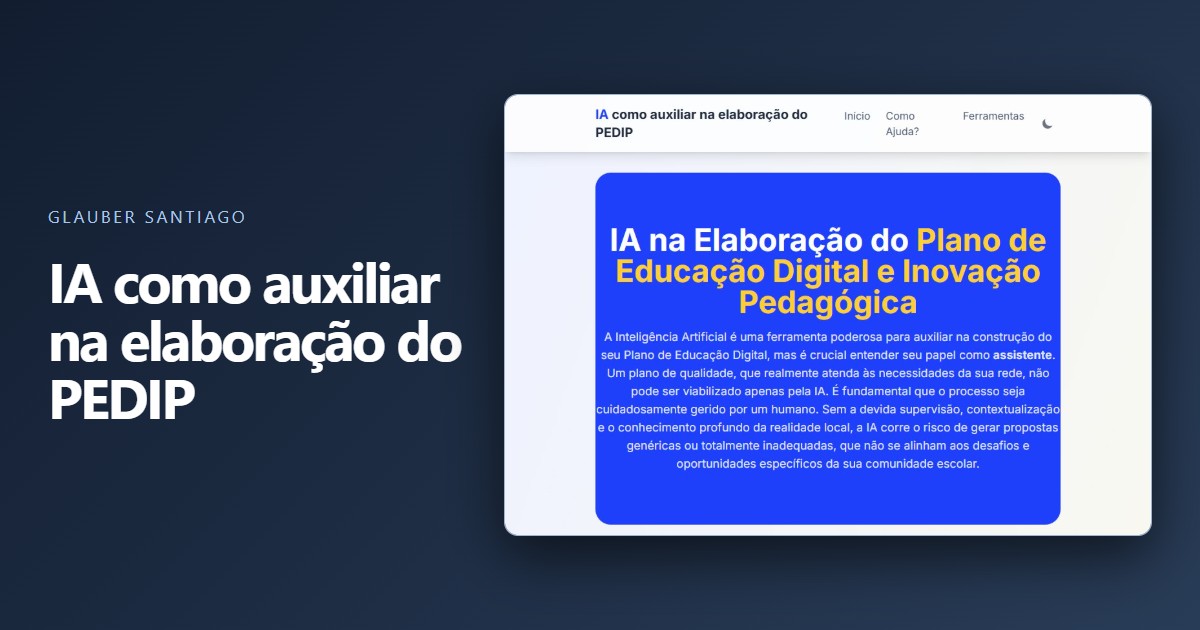 GLAUBER SANTIAGO
IA como auxiliar
na elaboração do
PEDIP
IA como auxiliar na elaboração do
PEDIP
Início
Como
Ajuda?
Ferramentas
IA na Elaboração do Plano de
Educação Digital e Inovação
Pedagógica
A Inteligência Artificial é uma ferramenta poderosa para auxiliar na construção do
seu Plano de Educação Digital, mas é crucial entender seu papel como assistente.
Um plano de qualidade, que realmente atenda às necessidades da sua rede, não
pode ser viabilizado apenas pela IA. É fundamental que o processo seja
cuidadosamente gerido por um humano. Sem a devida supervisão, contextualização
e o conhecimento profundo da realidade local, a IA corre o risco de gerar propostas
genéricas ou totalmente inadequadas, que não se alinham aos desafios e
oportunidades específicos da sua comunidade escolar.